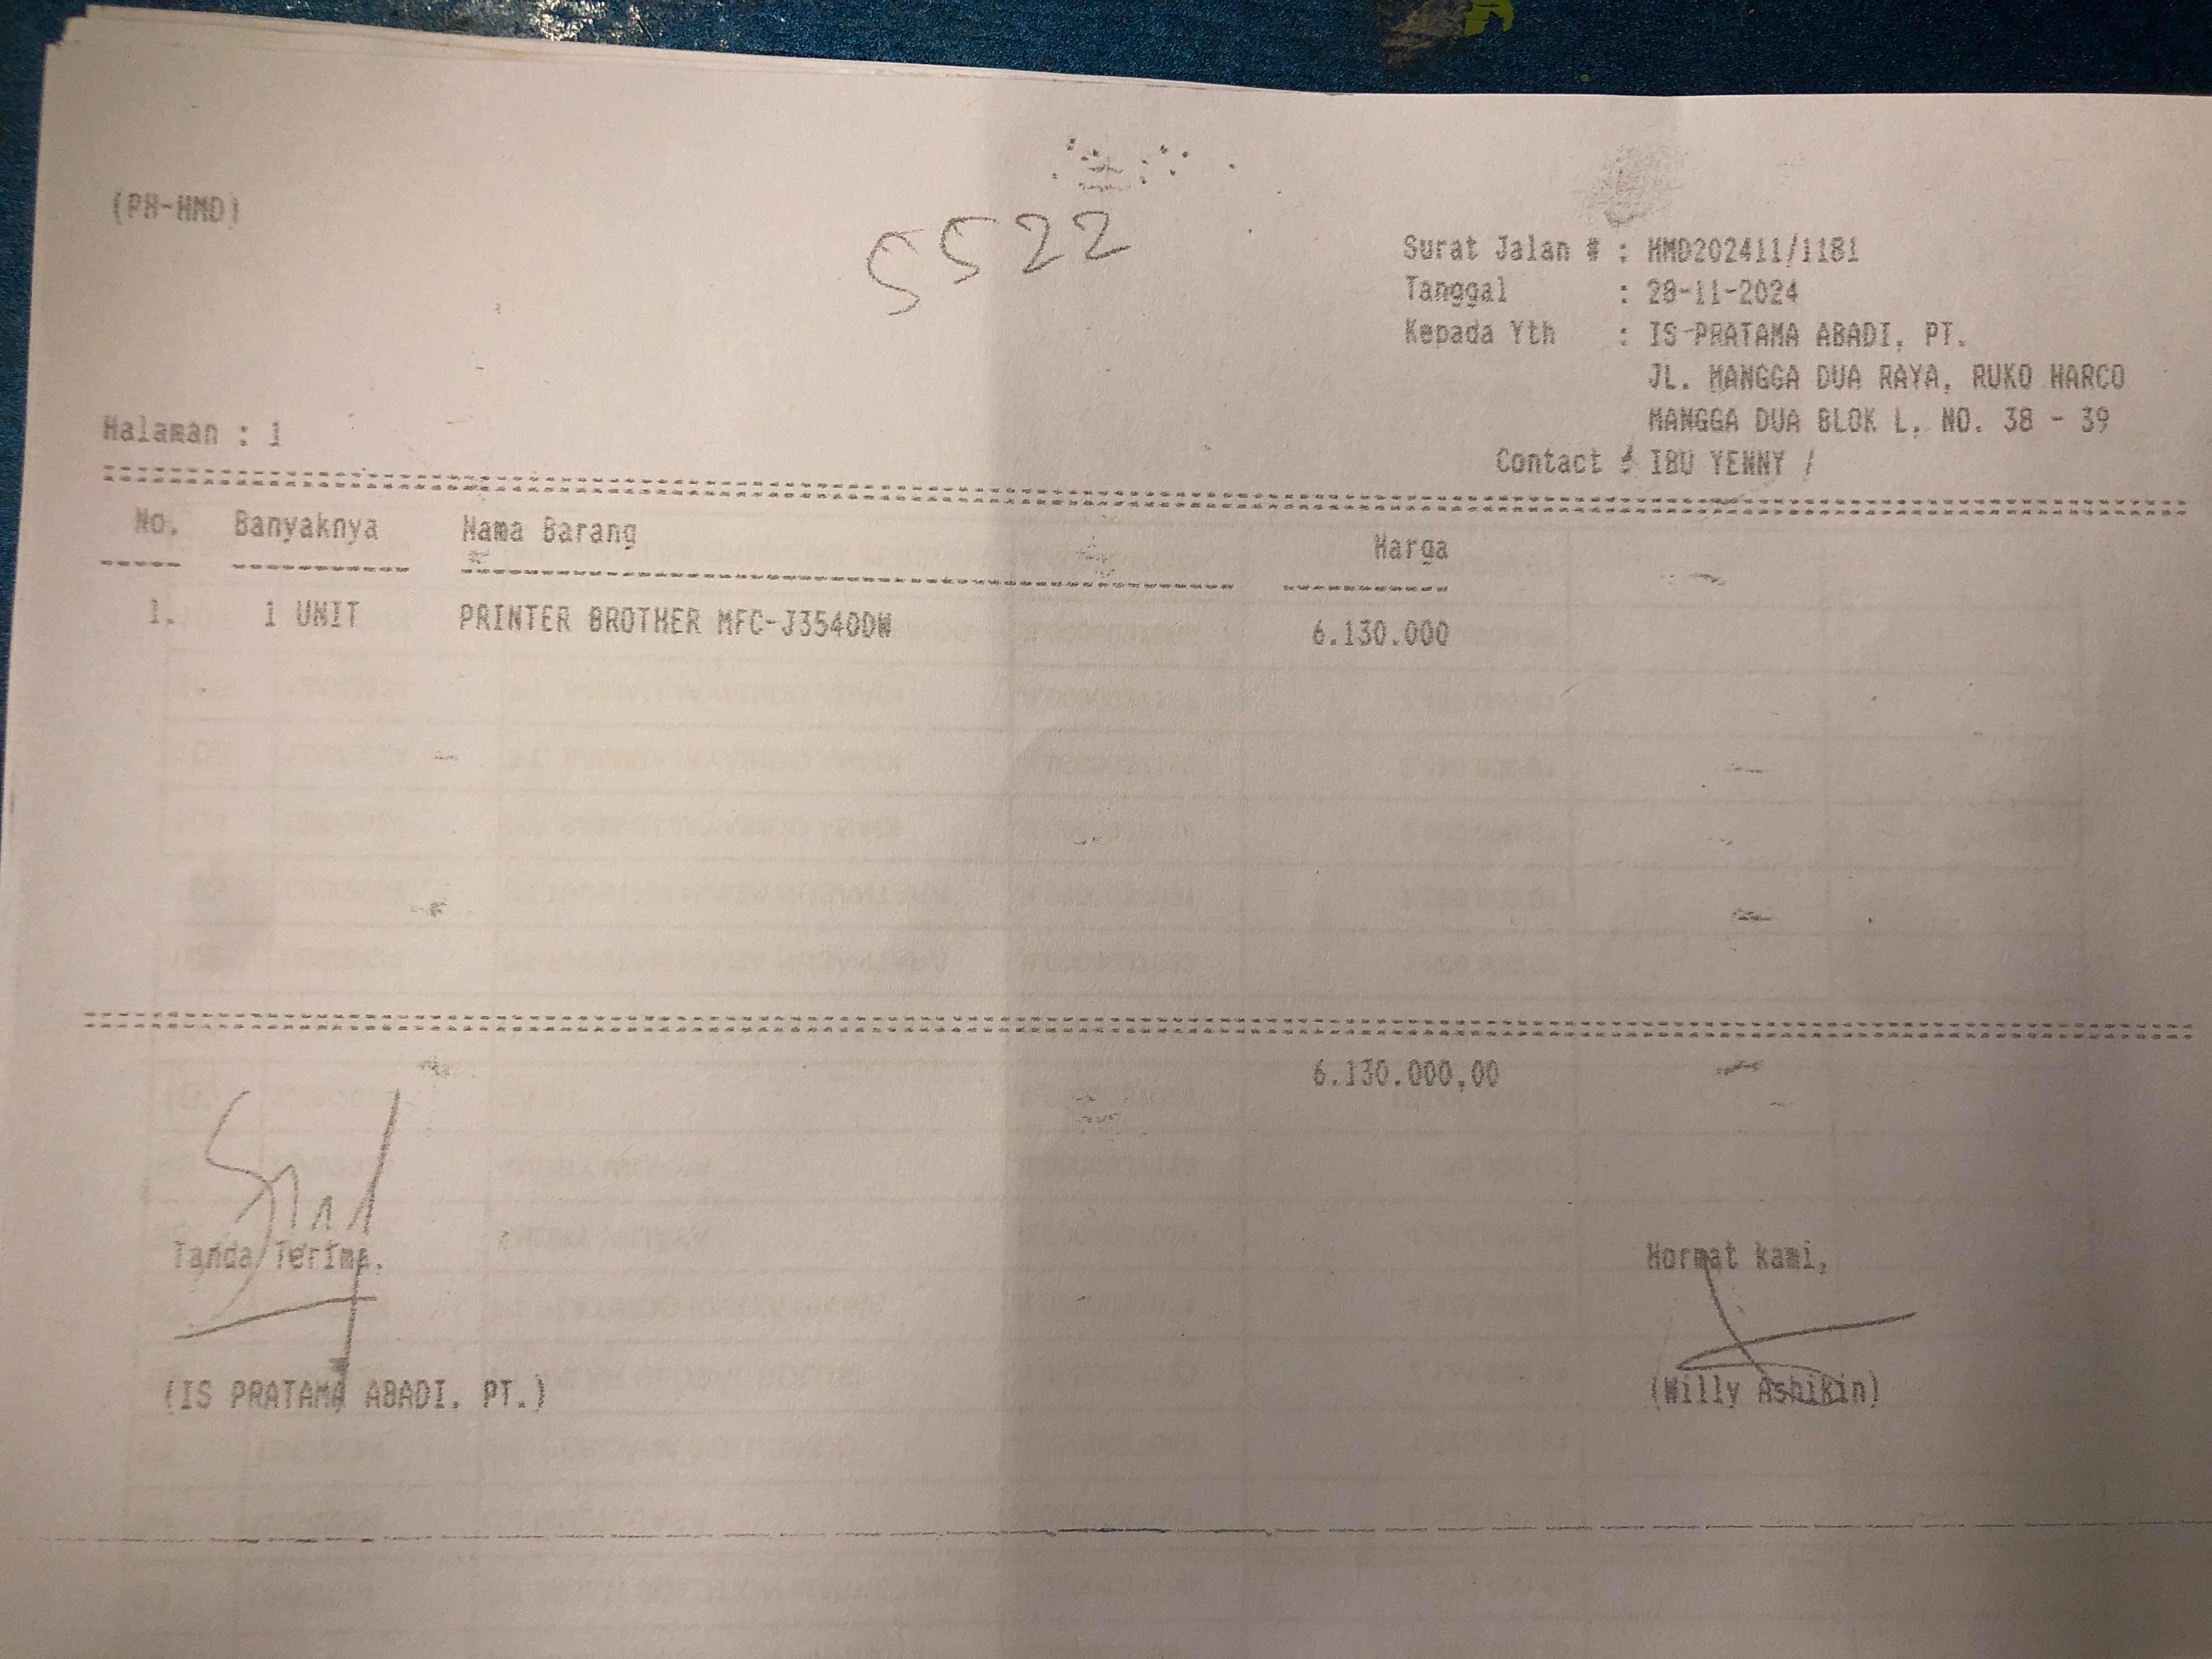 (PH-HMD)
5522
Surat Jalan # : HMD202411/1181
Tanggal : 28-11-2024
Kepada Yth : IS PRATAMA ABADI, PT.
JL. MANGGA DUA RAYA, RUKO HARCO
MANGGA DUA BLOK L, NO. 38 - 39
Halaman : 1
Contact : IBU YENNY /
No. Banyaknya Nama Barang Harga
1. 1 UNIT PRINTER BROTHER MFC-J3540DW 6.130.000
6.130.000,00
Tanda Terima, Hormat kami,
(IS PRATAMA ABADI, PT.) (Willy Ashikin)